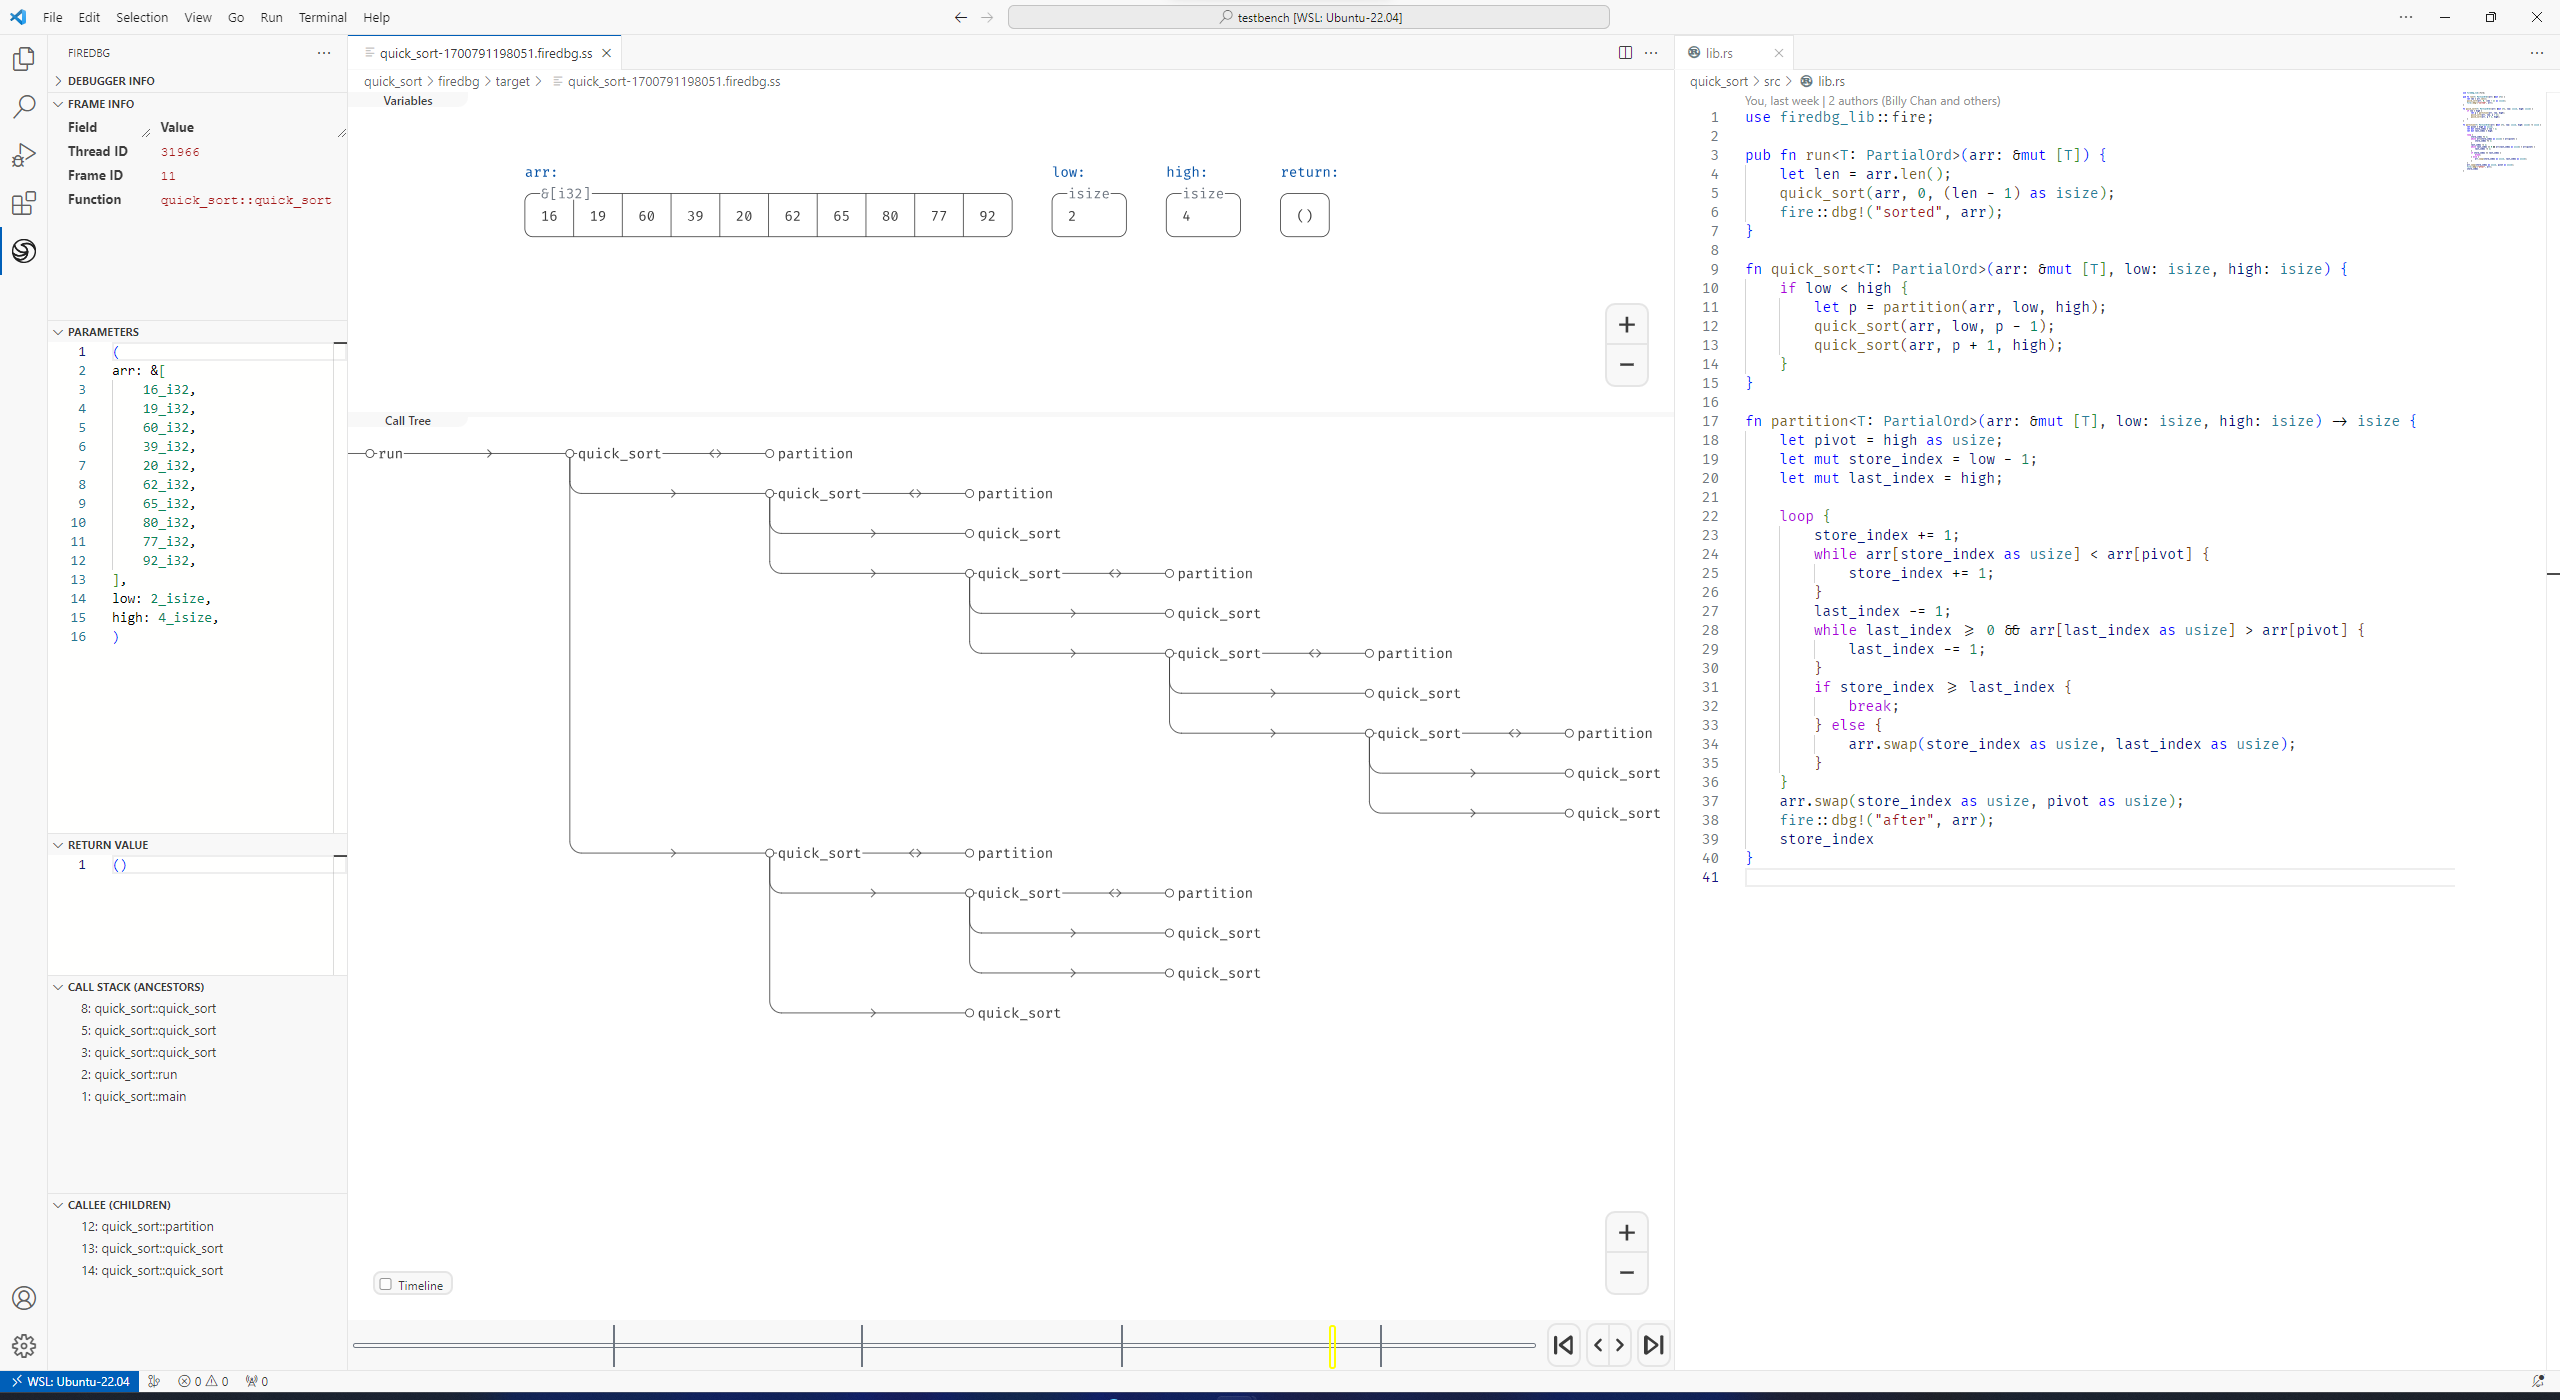 File Edit Selection View Go Run Terminal Help
testbench [WSL: Ubuntu-22.04]
FIREDBG
DEBUGGER INFO
FRAME INFO
Field Value
Thread ID 31966
Frame ID 11
Function quick_sort::quick_sort
PARAMETERS
1 (
2 arr: &[
3 16_i32,
4 19_i32,
5 60_i32,
6 39_i32,
7 20_i32,
8 62_i32,
9 65_i32,
10 80_i32,
11 77_i32,
12 92_i32,
13 ],
14 low: 2_isize,
15 high: 4_isize,
16 )
RETURN VALUE
1 ()
CALL STACK (ANCESTORS)
8: quick_sort::quick_sort
5: quick_sort::quick_sort
3: quick_sort::quick_sort
2: quick_sort::run
1: quick_sort::main
CALLEE (CHILDREN)
12: quick_sort::partition
13: quick_sort::quick_sort
14: quick_sort::quick_sort
quick_sort-1700791198051.firedbg.ss
quick_sort > firedbg > target > quick_sort-1700791198051.firedbg.ss
Variables
arr: low: high: return:
&[i32] isize isize
16 19 60 39 20 62 65 80 77 92 2 4 ()
+
−
Call Tree
run quick_sort partition
quick_sort partition
quick_sort
quick_sort partition
quick_sort
quick_sort partition
quick_sort
quick_sort partition
quick_sort
quick_sort
quick_sort partition
quick_sort partition
quick_sort
quick_sort
quick_sort
+
−
Timeline
lib.rs
quick_sort > src > lib.rs
You, last week | 2 authors (Billy Chan and others)
1 use firedbg_lib::fire;
2
3 pub fn run<T: PartialOrd>(arr: &mut [T]) {
4 let len = arr.len();
5 quick_sort(arr, 0, (len - 1) as isize);
6 fire::dbg!("sorted", arr);
7 }
8
9 fn quick_sort<T: PartialOrd>(arr: &mut [T], low: isize, high: isize) {
10 if low < high {
11 let p = partition(arr, low, high);
12 quick_sort(arr, low, p - 1);
13 quick_sort(arr, p + 1, high);
14 }
15 }
16
17 fn partition<T: PartialOrd>(arr: &mut [T], low: isize, high: isize) -> isize {
18 let pivot = high as usize;
19 let mut store_index = low - 1;
20 let mut last_index = high;
21
22 loop {
23 store_index += 1;
24 while arr[store_index as usize] < arr[pivot] {
25 store_index += 1;
26 }
27 last_index -= 1;
28 while last_index >= 0 && arr[last_index as usize] > arr[pivot] {
29 last_index -= 1;
30 }
31 if store_index >= last_index {
32 break;
33 } else {
34 arr.swap(store_index as usize, last_index as usize);
35 }
36 }
37 arr.swap(store_index as usize, pivot as usize);
38 fire::dbg!("after", arr);
39 store_index
40 }
41
WSL: Ubuntu-22.04 0 0 0